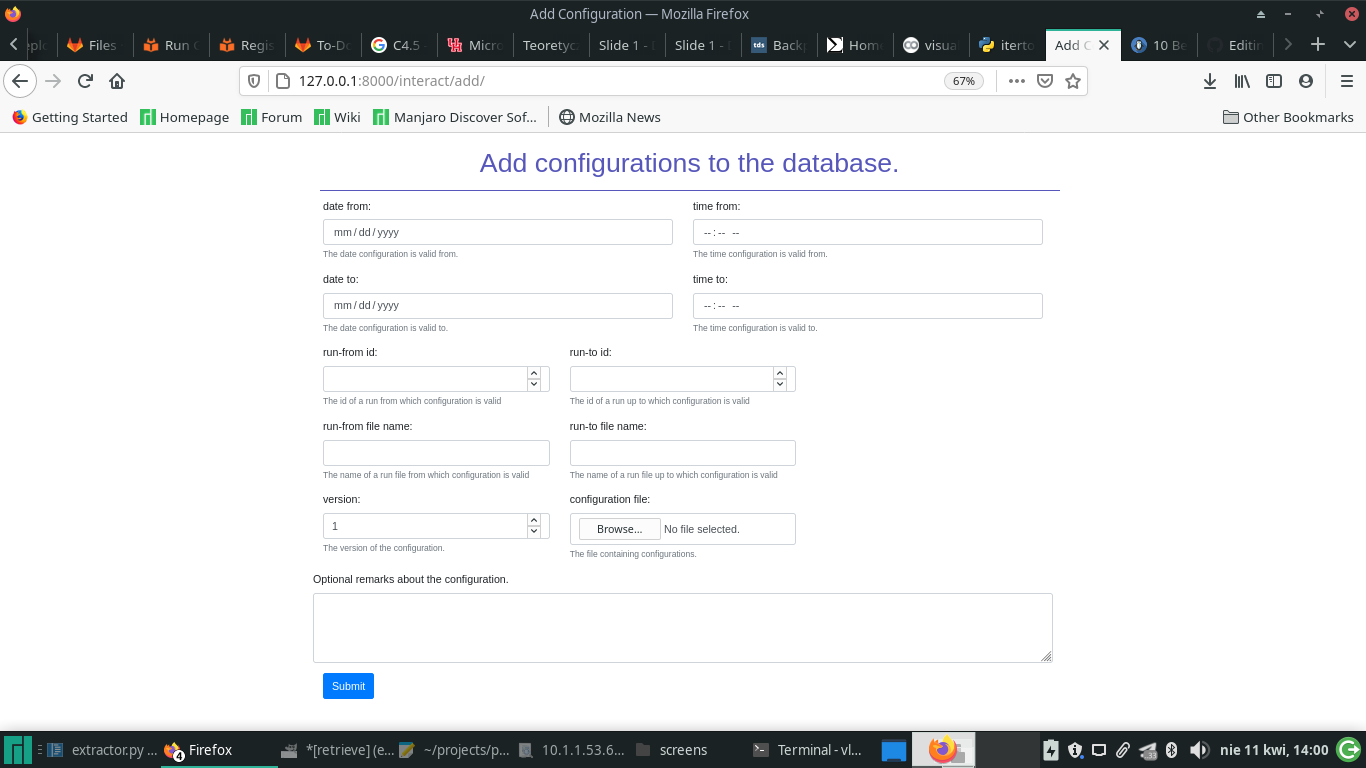 Add Configuration — Mozilla Firefox
Files
Run
Regis
To-Do
C4.5
Micro
Teoretyc
Slide 1 -
Slide 1 -
tds Back
Home
visua
iterto
Add C
10 Be
Editin
127.0.0.1:8000/interact/add/ 67%
Getting Started Homepage Forum Wiki Manjaro Discover Sof... Mozilla News Other Bookmarks
Add configurations to the database.
date from: time from:
mm/dd/yyyy --:-- --
The date configuration is valid from. The time configuration is valid from.
date to: time to:
mm/dd/yyyy --:-- --
The date configuration is valid to. The time configuration is valid to.
run-from id: run-to id:
The id of a run from which configuration is valid The id of a run up to which configuration is valid
run-from file name: run-to file name:
The name of a run file from which configuration is valid The name of a run file up to which configuration is valid
version: configuration file:
1 Browse... No file selected.
The version of the configuration. The file containing configurations.
Optional remarks about the configuration.
Submit
extractor.py ... 4 Firefox *[retrieve] (e... ~/projects/p... 10.1.1.53.6... screens Terminal - vl... nie 11 kwi, 14:00